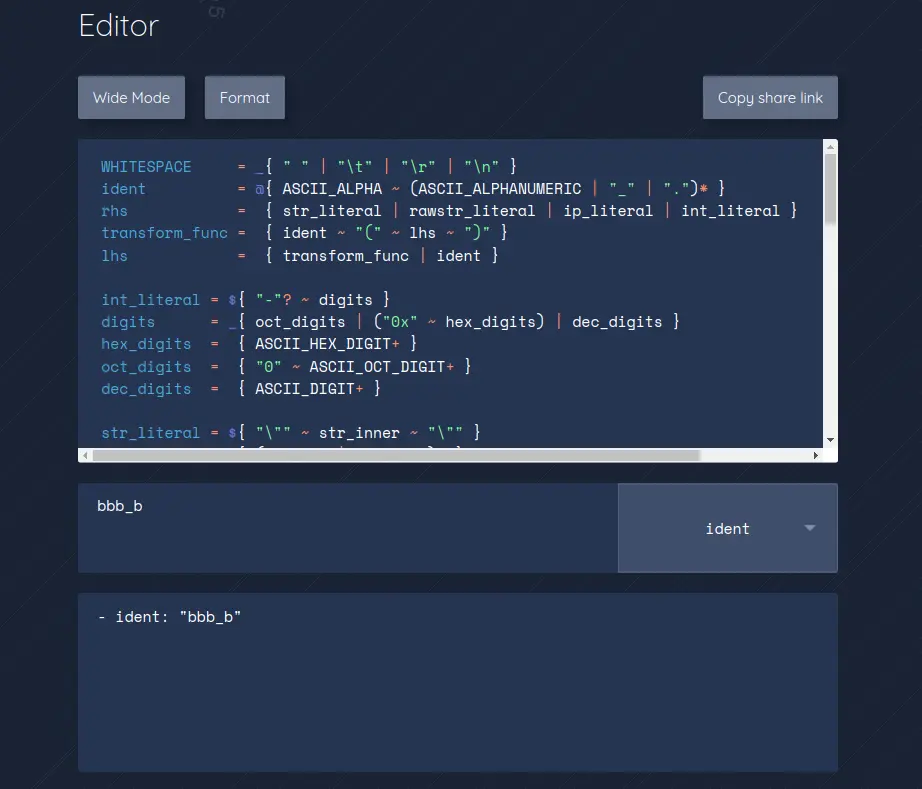 Editor
Wide Mode Format Copy share link
WHITESPACE = _{ " " | "\t" | "\r" | "\n" }
ident = @{ ASCII_ALPHA ~ (ASCII_ALPHANUMERIC | "_" | ".")* }
rhs = { str_literal | rawstr_literal | ip_literal | int_literal }
transform_func = { ident ~ "(" ~ lhs ~ ")" }
lhs = { transform_func | ident }
int_literal = ${ "-"? ~ digits }
digits = _{ oct_digits | ("0x" ~ hex_digits) | dec_digits }
hex_digits = { ASCII_HEX_DIGIT+ }
oct_digits = { "0" ~ ASCII_OCT_DIGIT+ }
dec_digits = { ASCII_DIGIT+ }
str_literal = ${ "\"" ~ str_inner ~ "\"" }
bbb_b
ident
- ident: "bbb_b"